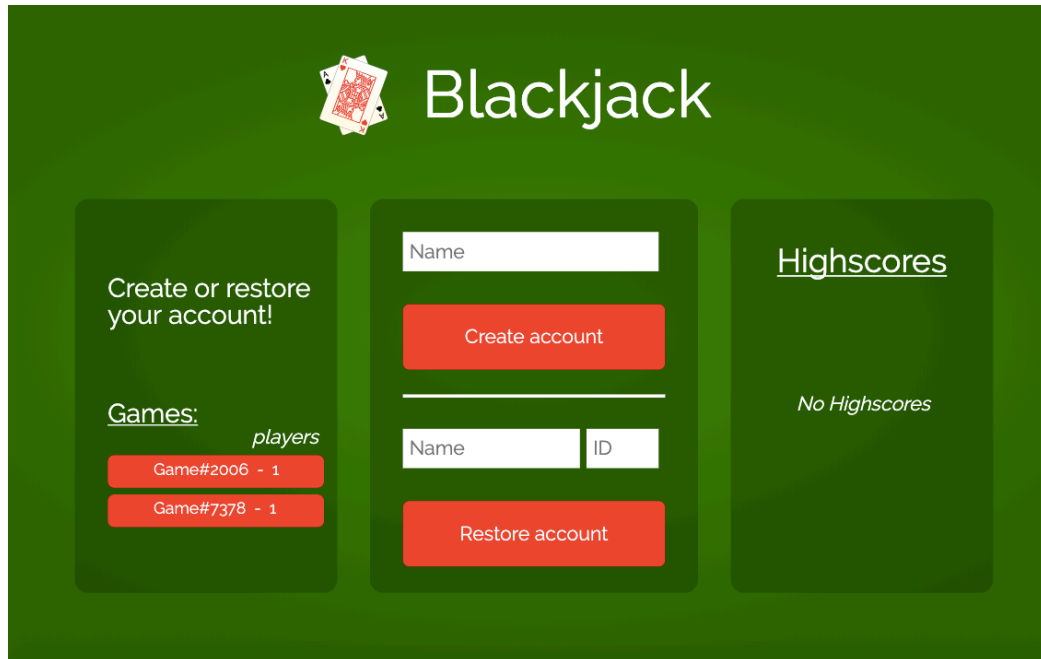 Blackjack
Create or restore
your account!
Games:
players
Game#2006 - 1
Game#7378 - 1
Name
Create account
Name
ID
Restore account
Highscores
No Highscores